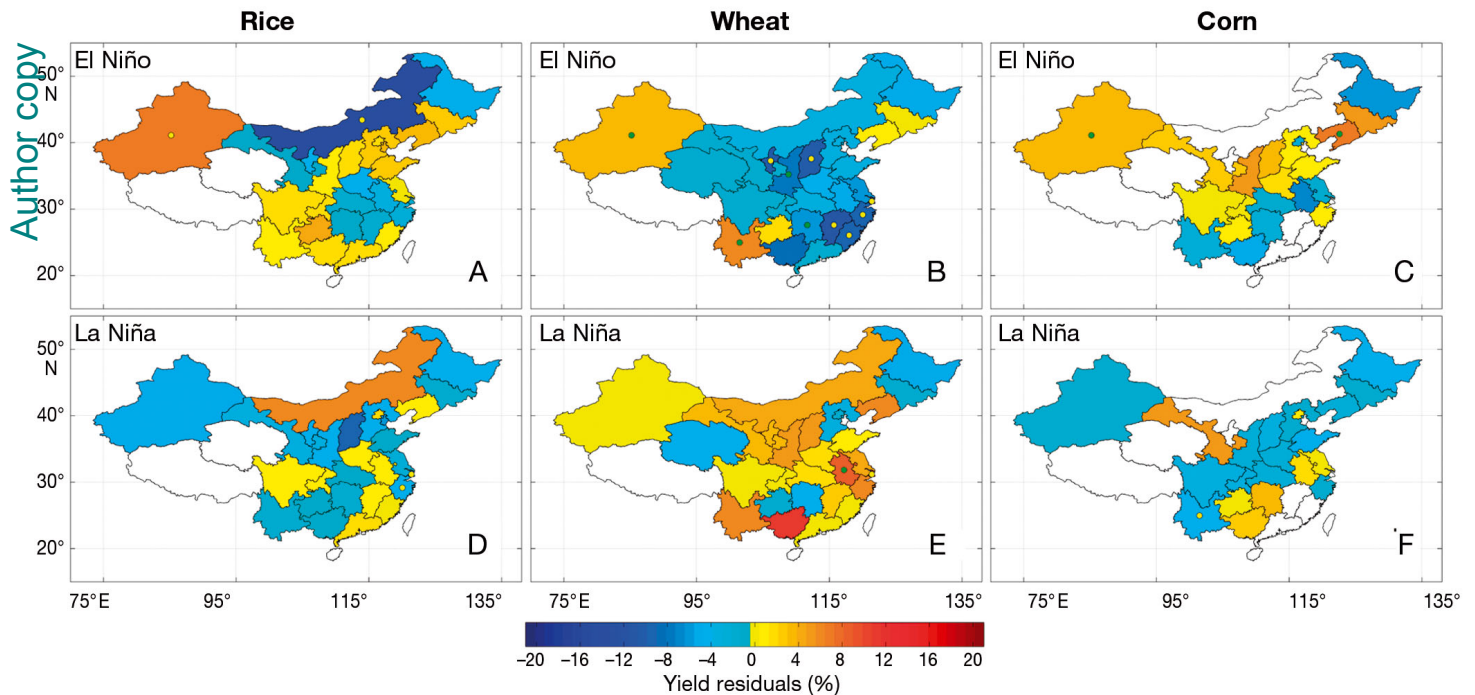 Author copy
Rice Wheat Corn
El Niño El Niño El Niño
50°
N
40°
30°
20°
A B C
La Niña La Niña La Niña
50°
N
40°
30°
20°
D E F
75°E 95° 115° 135° 75°E 95° 115° 135° 75°E 95° 115° 135°
−20 −16 −12 −8 −4 0 4 8 12 16 20
Yield residuals (%)